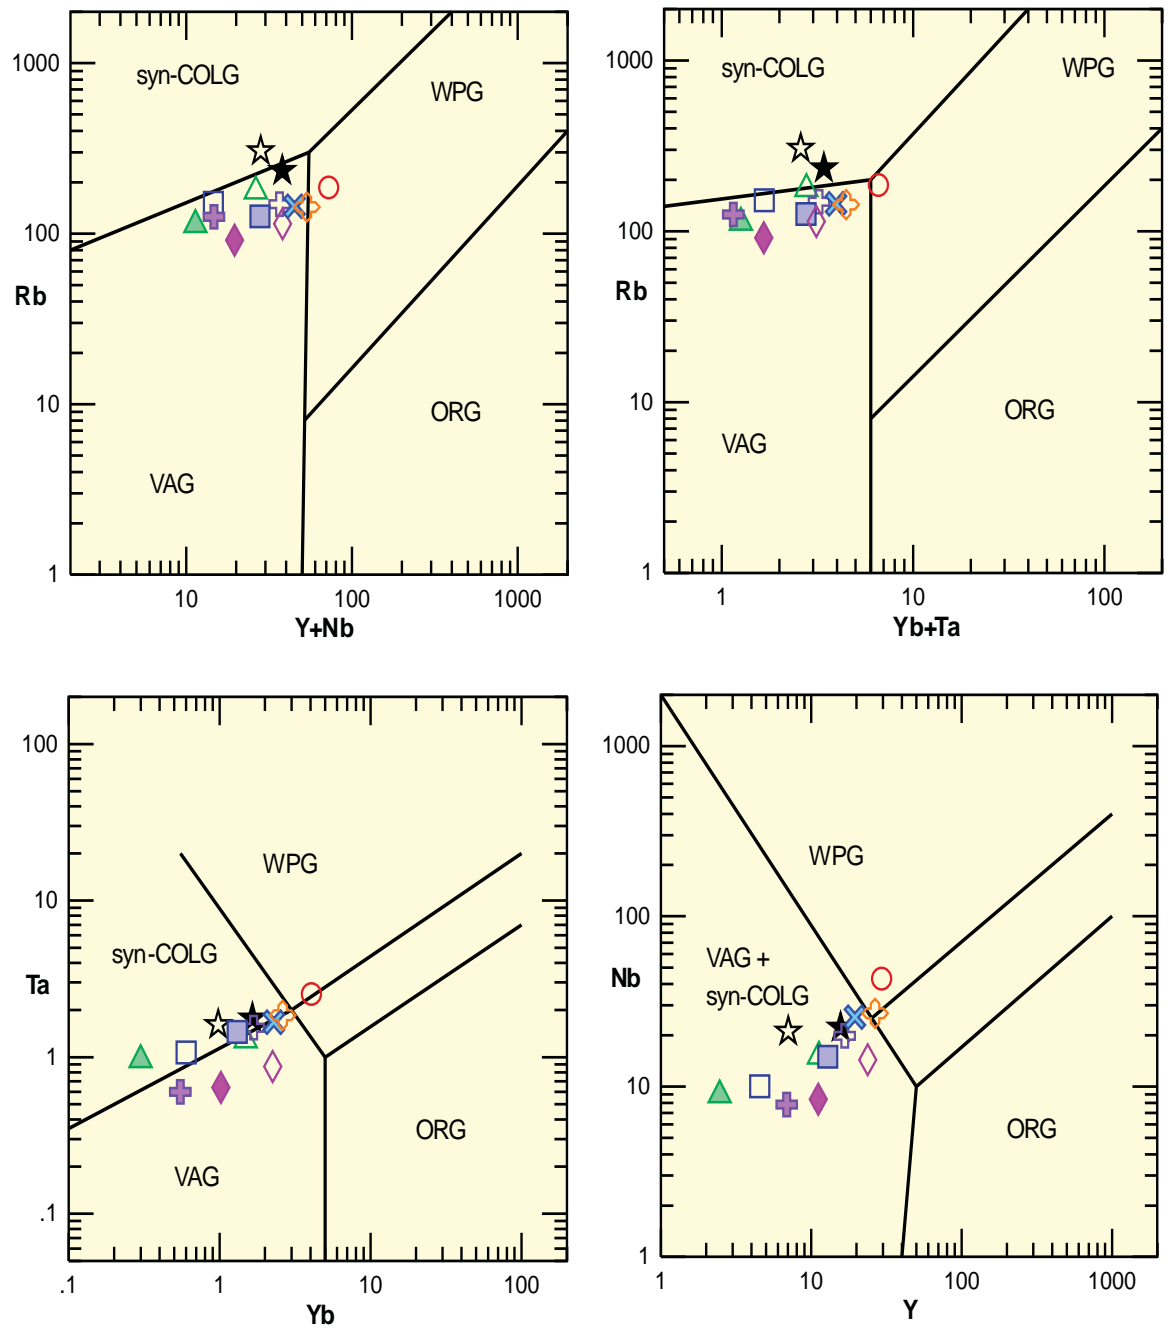 1000
syn-COLG
WPG
100
Rb
10
ORG
VAG
1
10
100
1000
Y+Nb
1000
syn-COLG
WPG
100
Rb
10
ORG
VAG
1
1
10
100
Yb+Ta
100
WPG
10
syn-COLG
Ta
1
ORG
VAG
.1
.1
1
10
100
Yb
1000
WPG
100
VAG +
Nb
syn-COLG
10
ORG
1
1
10
100
1000
Y